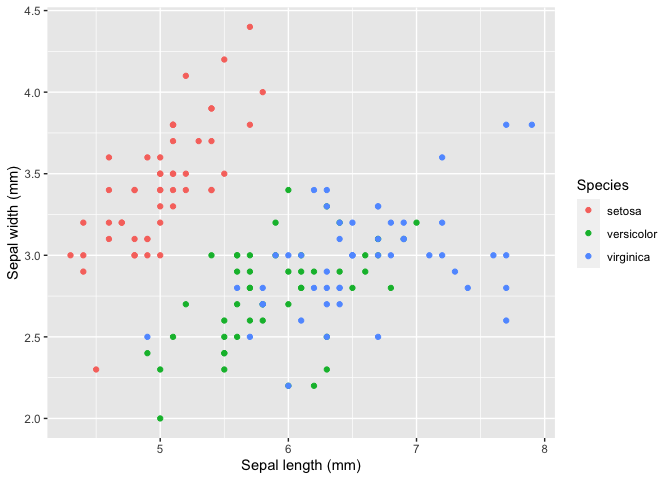 4.5
4.0
3.5
3.0
2.5
2.0
Sepal width (mm)
5 6 7 8
Sepal length (mm)
Species
setosa
versicolor
virginica